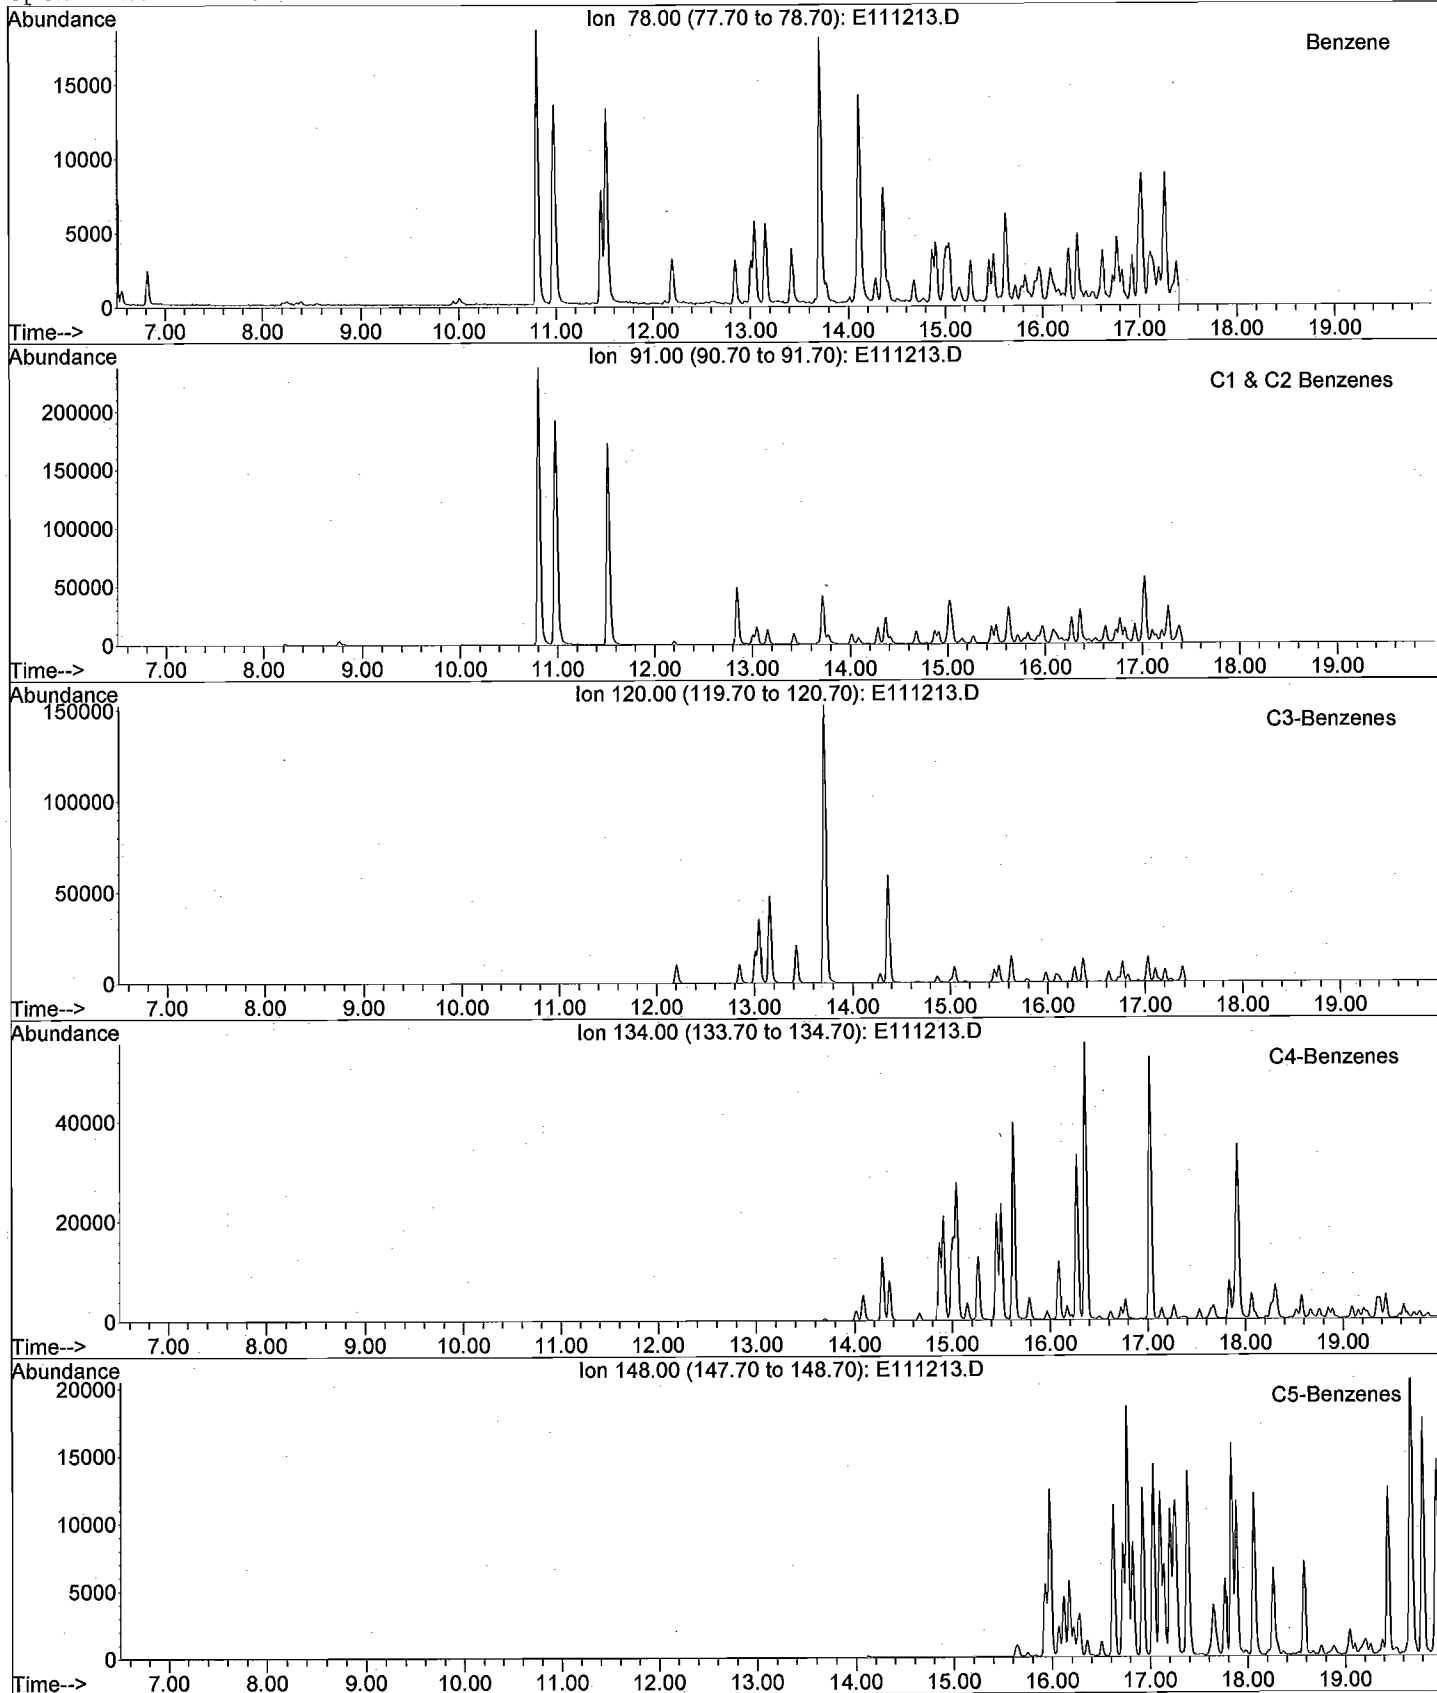 Abundance
Ion 78.00 (77.70 to 78.70): E111213.D
Benzene
15000
10000
5000
0
Time--> 7.00 8.00 9.00 10.00 11.00 12.00 13.00 14.00 15.00 16.00 17.00 18.00 19.00
Abundance
Ion 91.00 (90.70 to 91.70): E111213.D
C1 & C2 Benzenes
200000
150000
100000
50000
0
Time--> 7.00 8.00 9.00 10.00 11.00 12.00 13.00 14.00 15.00 16.00 17.00 18.00 19.00
Abundance
Ion 120.00 (119.70 to 120.70): E111213.D
150000
C3-Benzenes
100000
50000
0
Time--> 7.00 8.00 9.00 10.00 11.00 12.00 13.00 14.00 15.00 16.00 17.00 18.00 19.00
Abundance
Ion 134.00 (133.70 to 134.70): E111213.D
C4-Benzenes
40000
20000
0
Time--> 7.00 8.00 9.00 10.00 11.00 12.00 13.00 14.00 15.00 16.00 17.00 18.00 19.00
Abundance
Ion 148.00 (147.70 to 148.70): E111213.D
20000
C5-Benzenes
15000
10000
5000
0
Time--> 7.00 8.00 9.00 10.00 11.00 12.00 13.00 14.00 15.00 16.00 17.00 18.00 19.00